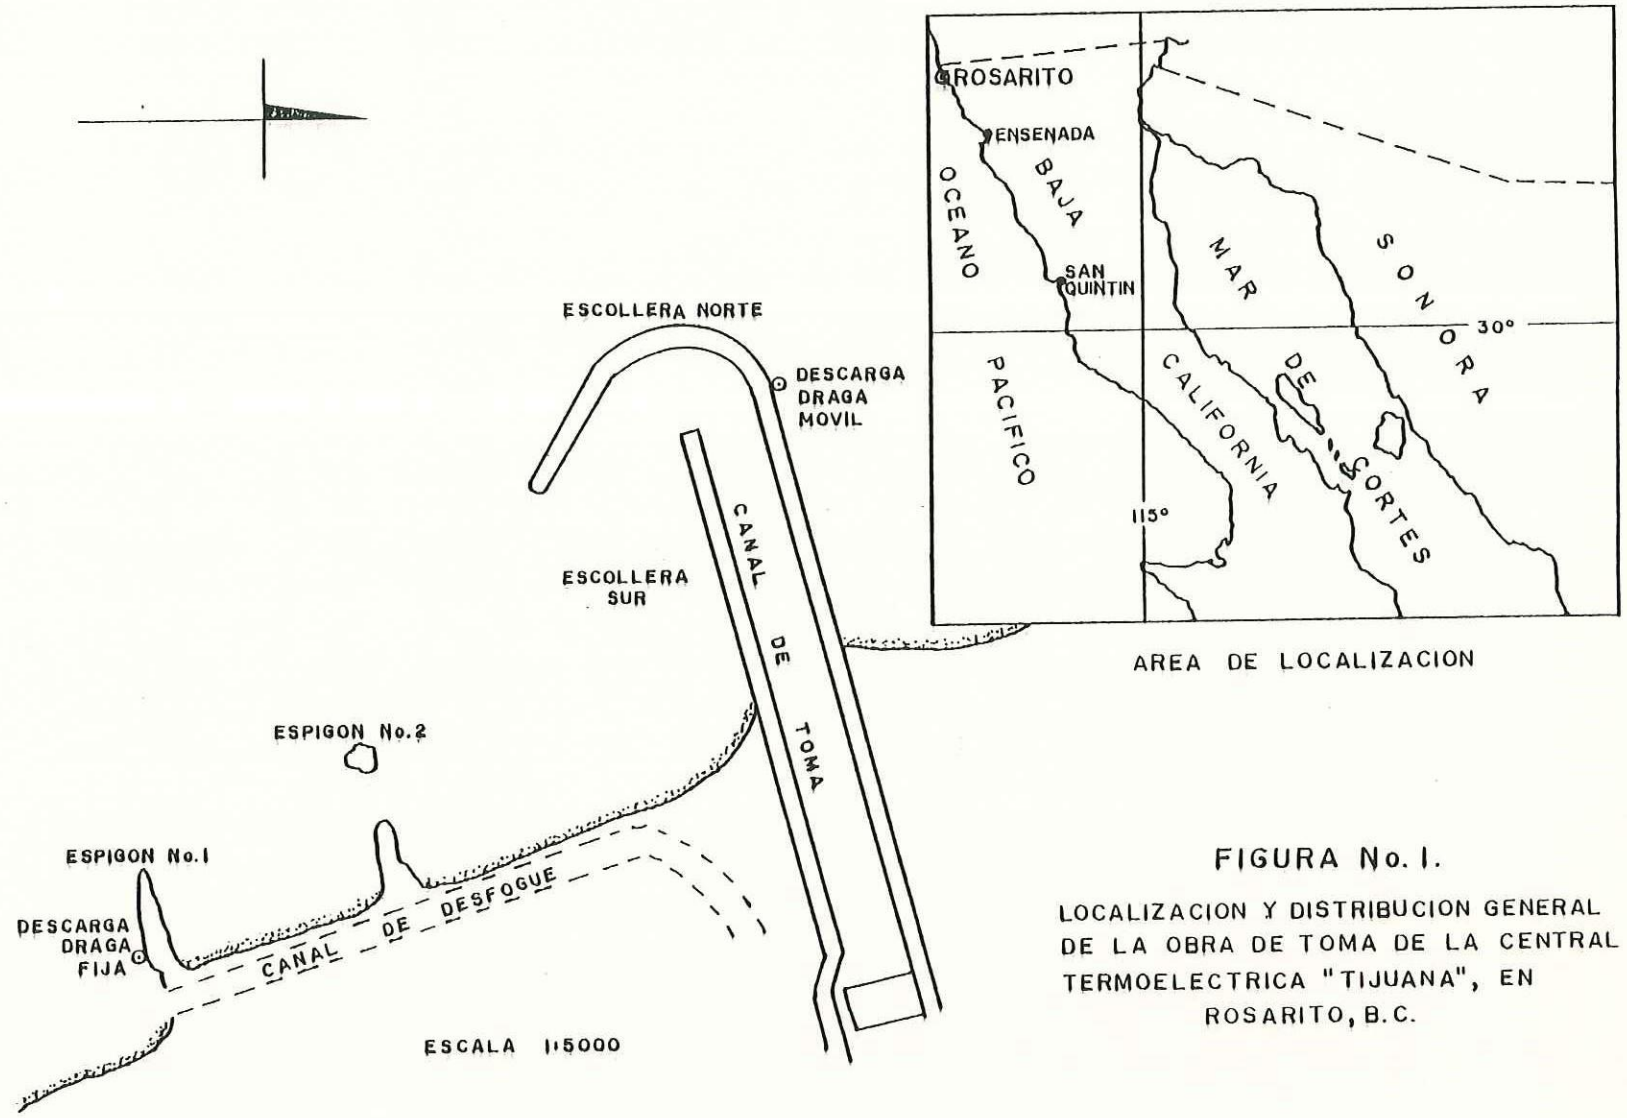 ESCOLLERA NORTE
DESCARGA
DRAGA
MOVIL
CANAL DE TOMA
ESCOLLERA
SUR
ESPIGON No.2
ESPIGON No.1
DESCARGA
DRAGA
FIJA
CANAL DE DESFOGUE
ESCALA 1:5000
ROSARITO
ENSENADA
SAN
QUINTIN
OCEANO PACIFICO
BAJA CALIFORNIA
MAR DE CORTES
SONORA
30°
115°
AREA DE LOCALIZACION
FIGURA No. 1.
LOCALIZACION Y DISTRIBUCION GENERAL
DE LA OBRA DE TOMA DE LA CENTRAL
TERMOELECTRICA "TIJUANA", EN
ROSARITO, B.C.